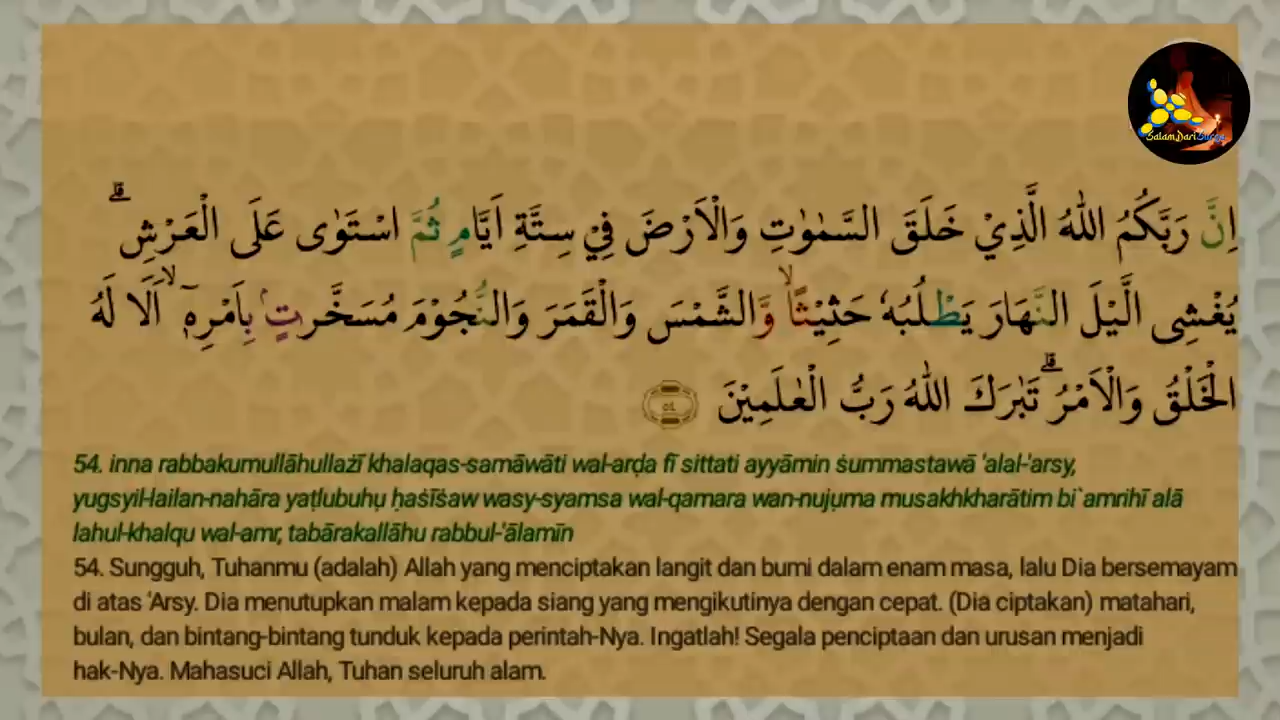 SalamDariSurga
اِنَّ رَبَّكُمُ اللّٰهُ الَّذِيْ خَلَقَ السَّمٰوٰتِ وَالْاَرْضَ فِيْ سِتَّةِ اَيَّامٍ ثُمَّ اسْتَوٰى عَلَى الْعَرْشِۗ
يُغْشِى الَّيْلَ النَّهَارَ يَطْلُبُهٗ حَثِيْثًاۙ وَّالشَّمْسَ وَالْقَمَرَ وَالنُّجُوْمَ مُسَخَّرٰتٍۢ بِاَمْرِهٖٓ ۙاَلَا لَهُ
الْخَلْقُ وَالْاَمْرُۗ تَبٰرَكَ اللّٰهُ رَبُّ الْعٰلَمِيْنَ ٥٤
54. inna rabbakumullāhullażī khalaqas-samāwāti wal-arḍa fī sittati ayyāmin ṡummastawā 'alal-'arsy,
yugsyil-lailan-nahāra yaṭlubuhụ ḥaṡīṡaw wasy-syamsa wal-qamara wan-nujụma musakhkharātim bi`amrihī alā
lahul-khalqu wal-amr, tabārakallāhu rabbul-'ālamīn
54. Sungguh, Tuhanmu (adalah) Allah yang menciptakan langit dan bumi dalam enam masa, lalu Dia bersemayam
di atas 'Arsy. Dia menutupkan malam kepada siang yang mengikutinya dengan cepat. (Dia ciptakan) matahari,
bulan, dan bintang-bintang tunduk kepada perintah-Nya. Ingatlah! Segala penciptaan dan urusan menjadi
hak-Nya. Mahasuci Allah, Tuhan seluruh alam.